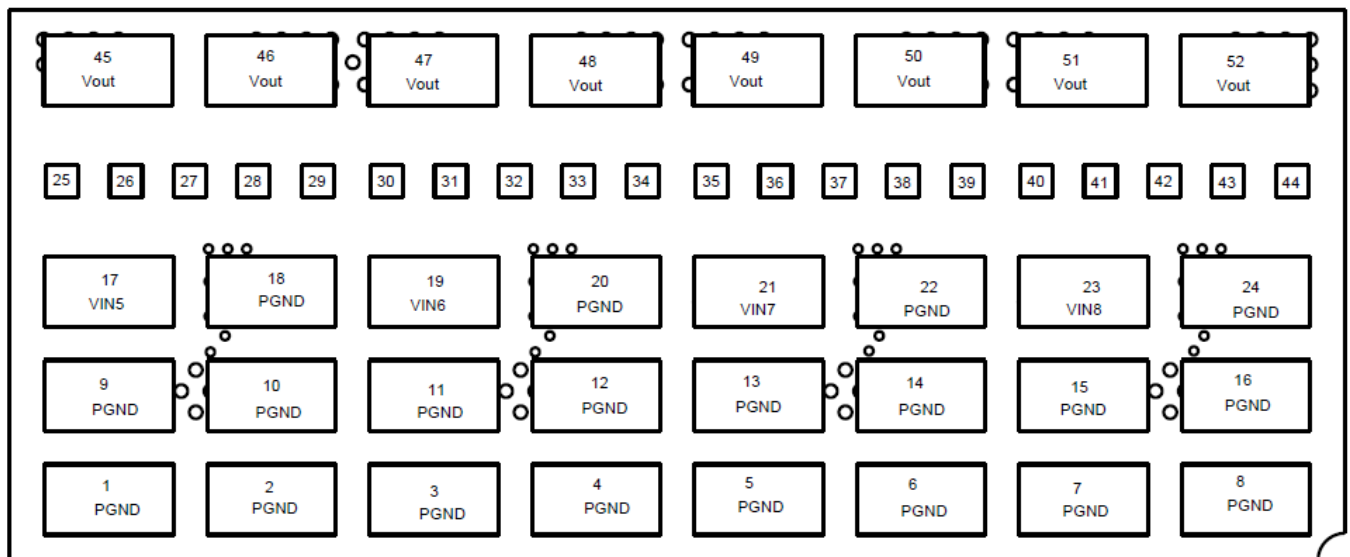 45
Vout
46
Vout
47
Vout
48
Vout
49
Vout
50
Vout
51
Vout
52
Vout
25
26
27
28
29
30
31
32
33
34
35
36
37
38
39
40
41
42
43
44
17
VIN5
18
PGND
19
VIN6
20
PGND
21
VIN7
22
PGND
23
VIN8
24
PGND
9
PGND
10
PGND
11
PGND
12
PGND
13
PGND
14
PGND
15
PGND
16
PGND
1
PGND
2
PGND
3
PGND
4
PGND
5
PGND
6
PGND
7
PGND
8
PGND